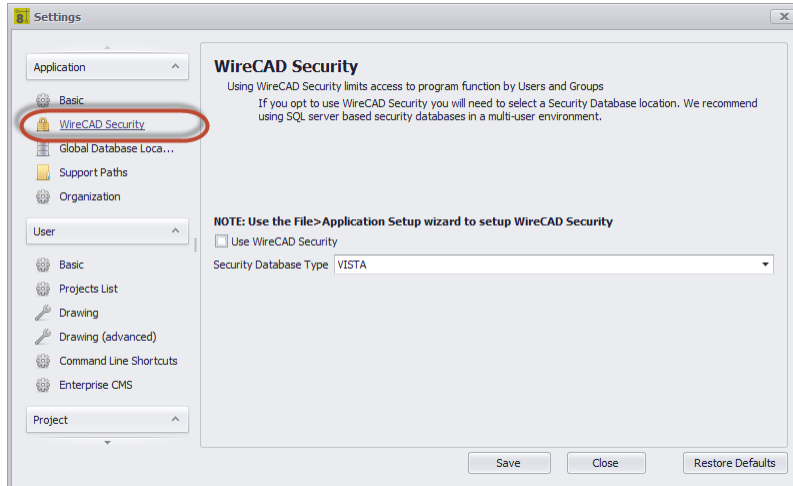 8 Settings
Application
Basic
WireCAD Security
Global Database Loca...
Support Paths
Organization
User
Basic
Projects List
Drawing
Drawing (advanced)
Command Line Shortcuts
Enterprise CMS
Project
WireCAD Security
Using WireCAD Security limits access to program function by Users and Groups
If you opt to use WireCAD Security you will need to select a Security Database location. We recommend
using SQL server based security databases in a multi-user environment.
NOTE: Use the File>Application Setup wizard to setup WireCAD Security
Use WireCAD Security
Security Database Type VISTA
Save Close Restore Defaults